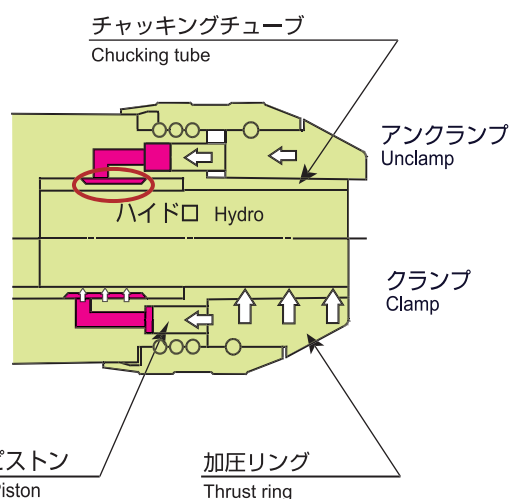 チャッキングチューブ
Chucking tube
アンクランプ
Unclamp
ハイドロ Hydro
クランプ
Clamp
ピストン
Piston
加圧リング
Thrust ring